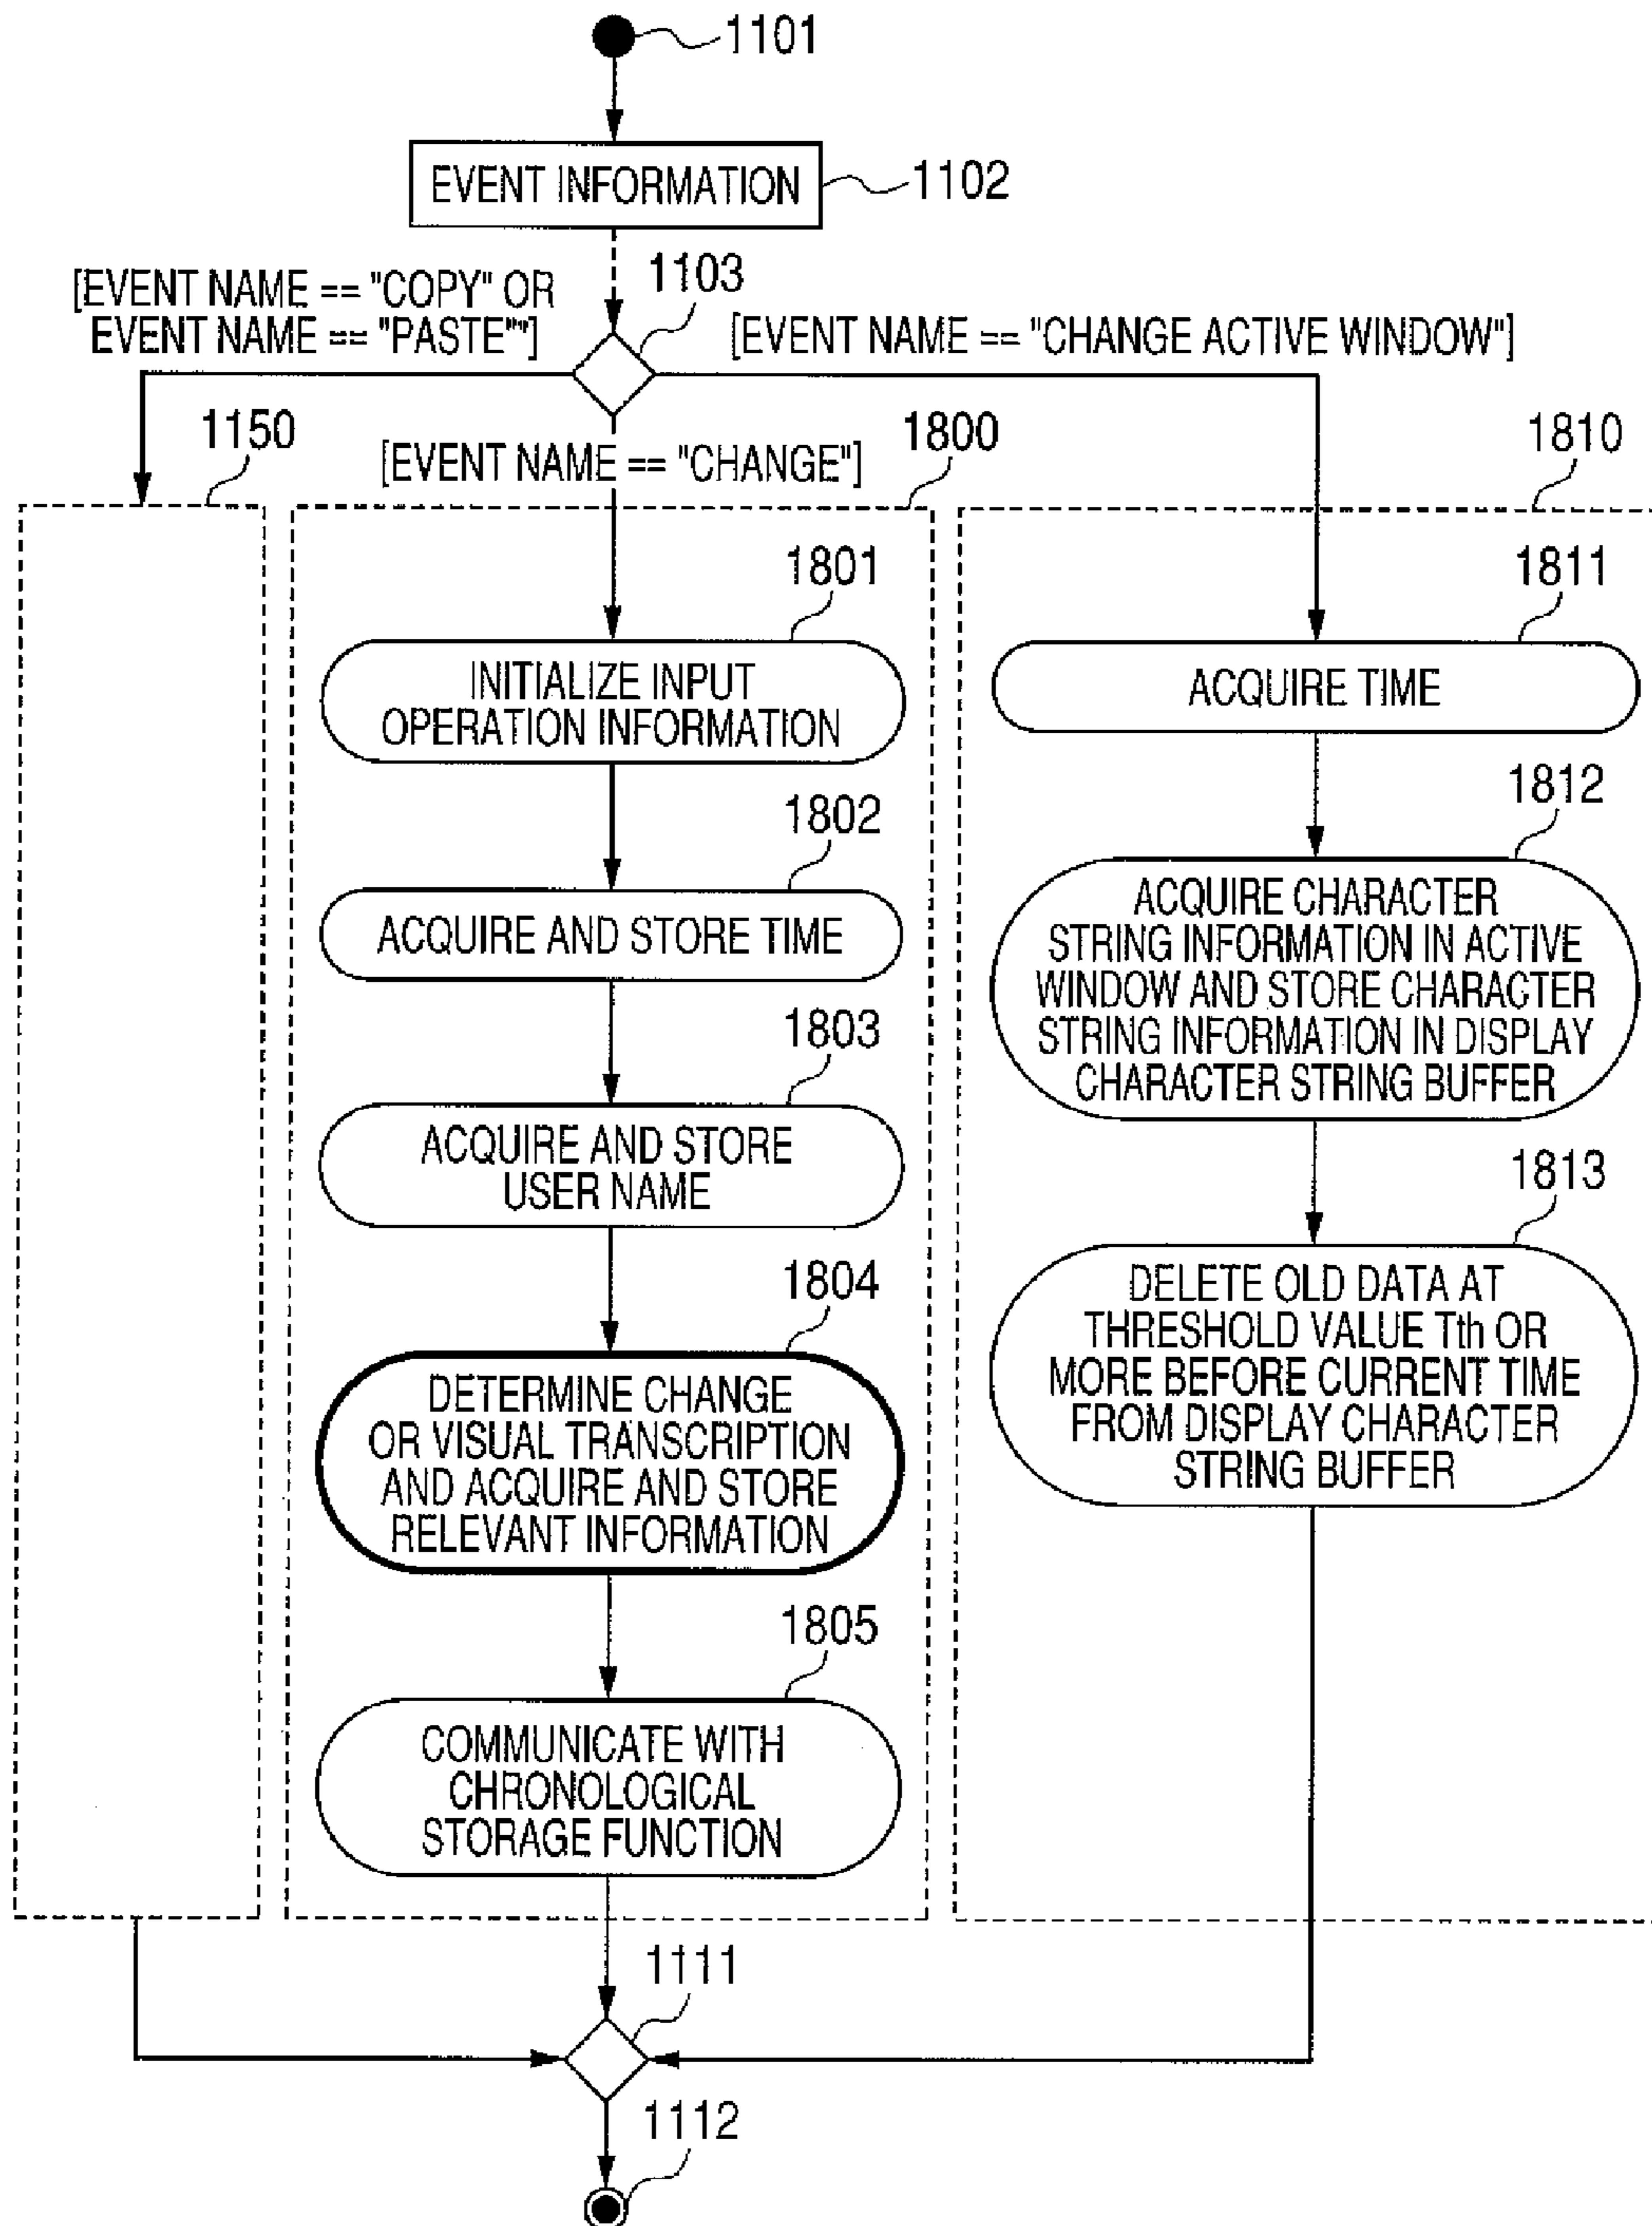 1101
EVENT INFORMATION
1102
1103
[EVENT NAME == "COPY" OR
EVENT NAME == "PASTE""]
[EVENT NAME == "CHANGE ACTIVE WINDOW"]
1150
[EVENT NAME == "CHANGE"]
1800
1810
1801
INITIALIZE INPUT
OPERATION INFORMATION
1802
ACQUIRE AND STORE TIME
1803
ACQUIRE AND STORE
USER NAME
1804
DETERMINE CHANGE
OR VISUAL TRANSCRIPTION
AND ACQUIRE AND STORE
RELEVANT INFORMATION
1805
COMMUNICATE WITH
CHRONOLOGICAL
STORAGE FUNCTION
1811
ACQUIRE TIME
1812
ACQUIRE CHARACTER
STRING INFORMATION IN ACTIVE
WINDOW AND STORE CHARACTER
STRING INFORMATION IN DISPLAY
CHARACTER STRING BUFFER
1813
DELETE OLD DATA AT
THRESHOLD VALUE Tth OR
MORE BEFORE CURRENT TIME
FROM DISPLAY CHARACTER
STRING BUFFER
1111
1112